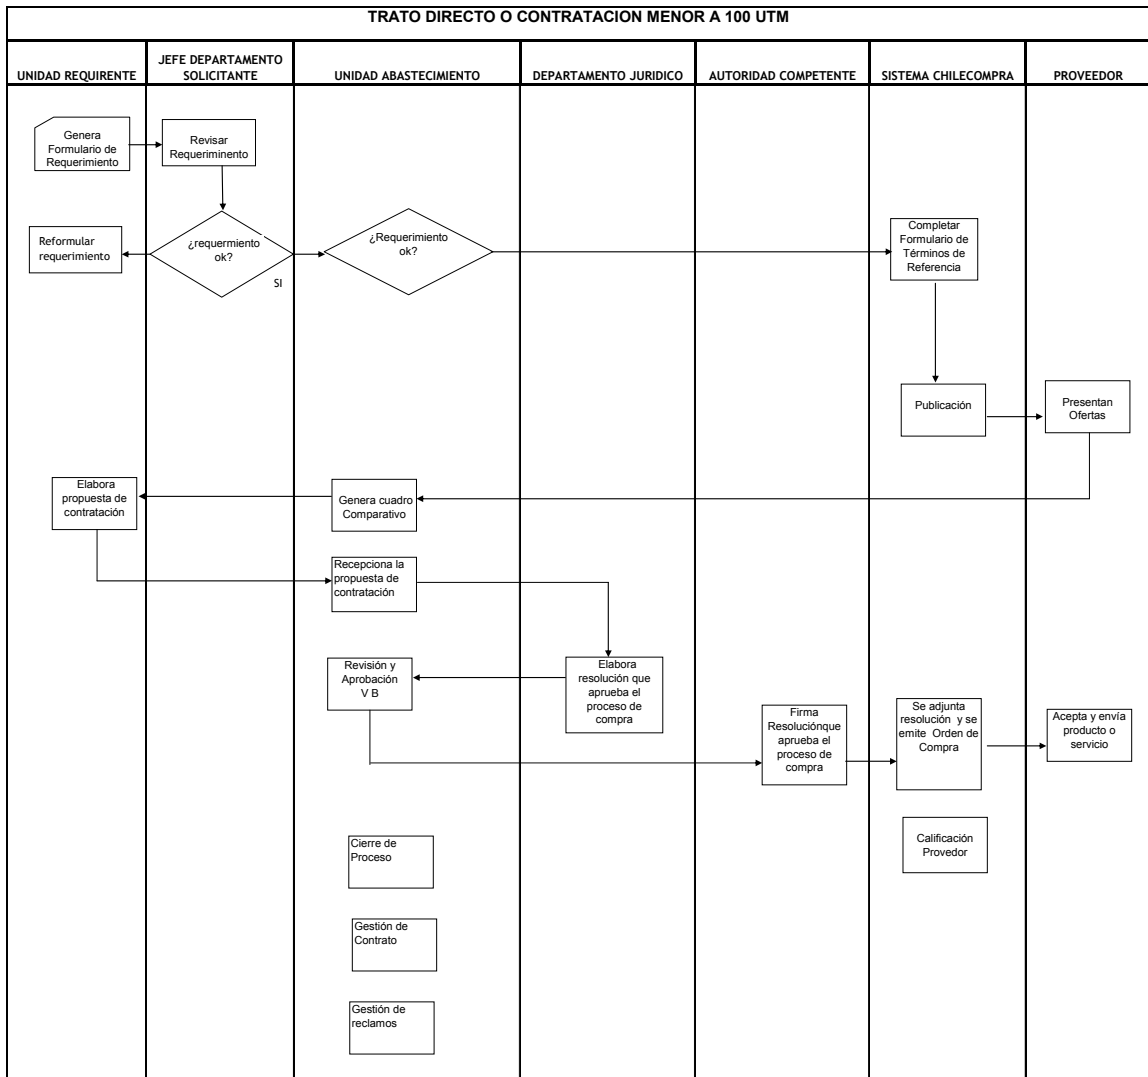 TRATO DIRECTO O CONTRATACION MENOR A 100 UTM
UNIDAD REQUIRENTE
JEFE DEPARTAMENTO
SOLICITANTE
UNIDAD ABASTECIMIENTO
DEPARTAMENTO JURIDICO
AUTORIDAD COMPETENTE
SISTEMA CHILECOMPRA
PROVEEDOR
Genera
Formulario de
Requerimiento
Revisar
Requeriminento
Reformular
requerimiento
¿requermiento
ok?
SI
¿Requerimiento
ok?
Completar
Formulario de
Términos de
Referencia
Publicación
Presentan
Ofertas
Elabora
propuesta de
contratación
Genera cuadro
Comparativo
Recepciona la
propuesta de
contratación
Revisión y
Aprobación
V B
Elabora
resolución que
aprueba el
proceso de
compra
Firma
Resoluciónque
aprueba el
proceso de
compra
Se adjunta
resolución y se
emite Orden de
Compra
Acepta y envía
producto o
servicio
Cierre de
Proceso
Calificación
Provedor
Gestión de
Contrato
Gestión de
reclamos